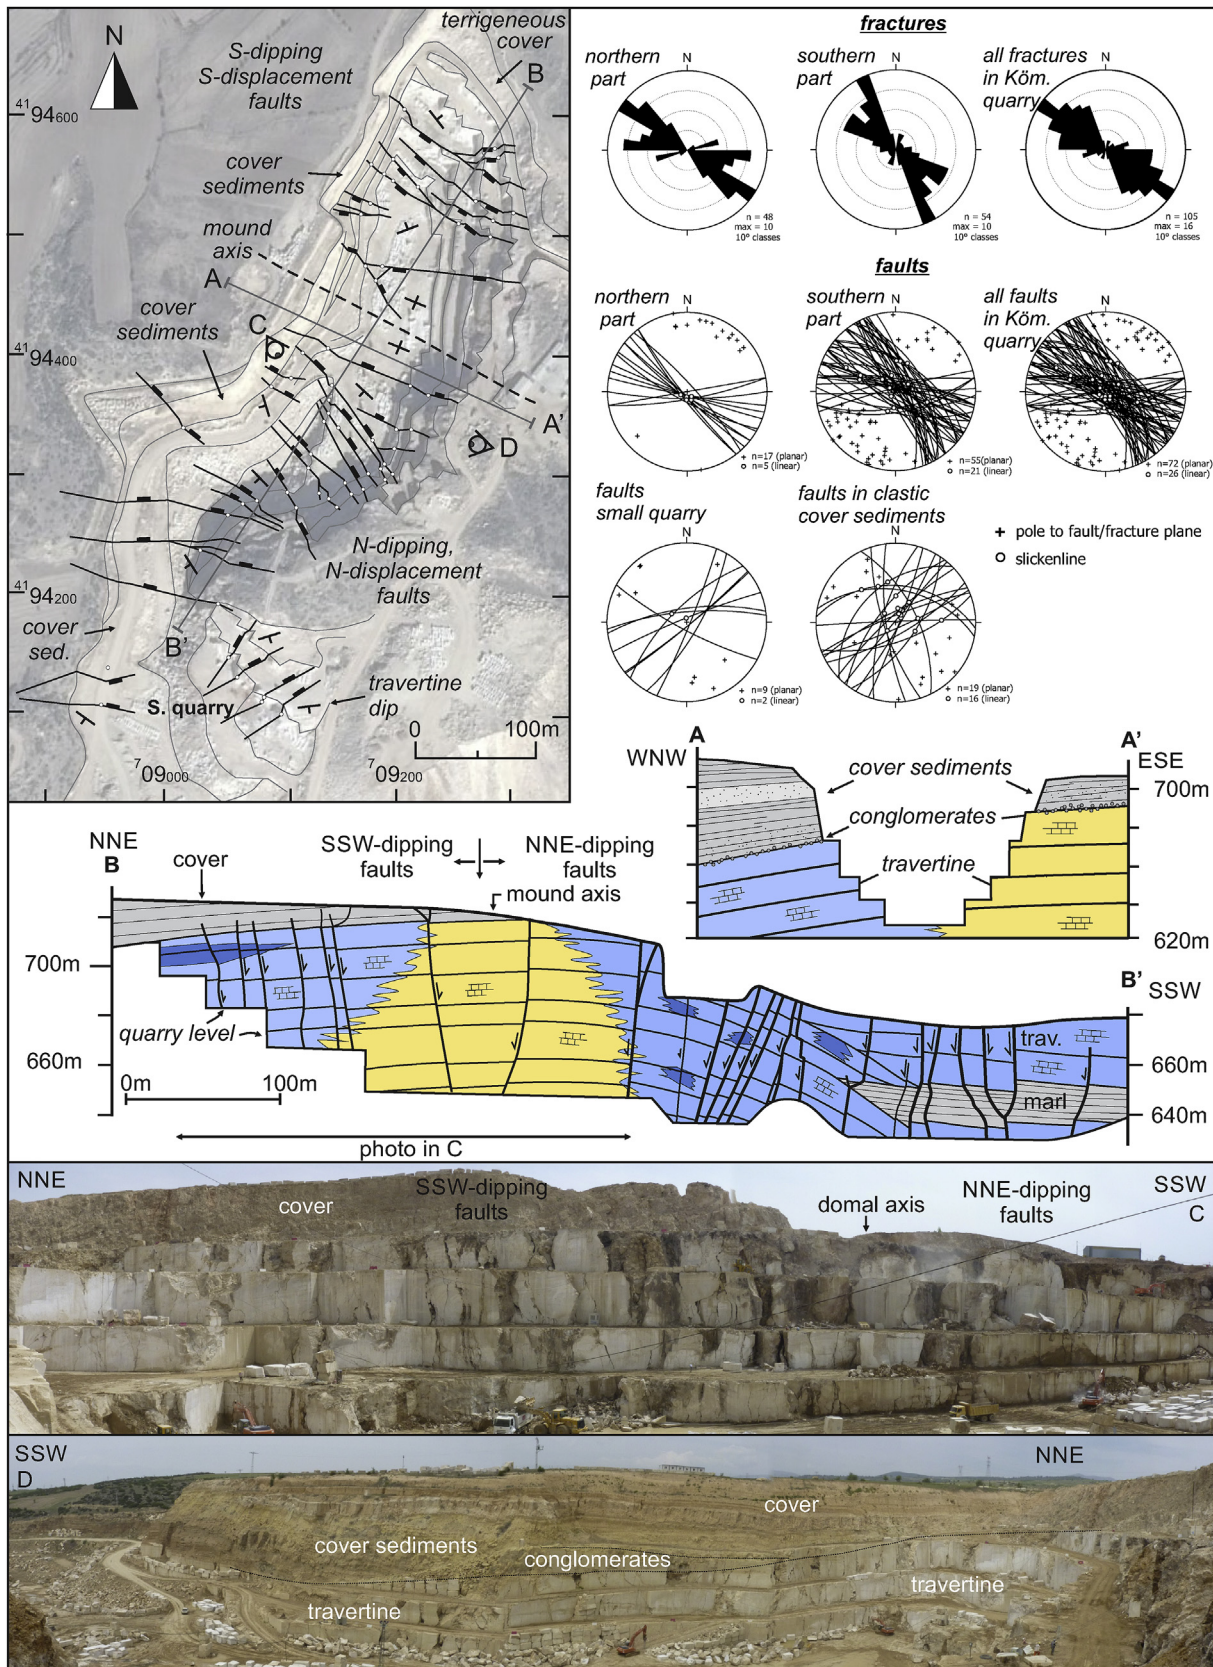 N
S-dipping
S-displacement
faults
terrigeneous
cover
B
41
94600
cover
sediments
mound
axis
A
cover
sediments
C
41
94400
A'
D
N-dipping,
N-displacement
faults
41
94200
cover
sed.
B'
S. quarry
travertine
dip
0
100m
7
09000
7
09200
fractures
northern
part
N
n = 48
max = 10
10° classes
southern
part
N
n = 54
max = 10
10° classes
all fractures
in Köm.
quarry
N
n = 105
max = 16
10° classes
faults
northern
part
N
+ n=17 (planar)
o n=5 (linear)
southern
part
N
+ n=55(planar)
o n=21 (linear)
all faults
in Köm.
quarry
N
+ n=72 (planar)
o n=26 (linear)
faults
small quarry
N
+ n=9 (planar)
o n=2 (linear)
faults in clastic
cover sediments
N
+ n=19 (planar)
o n=16 (linear)
+ pole to fault/fracture plane
o slickenline
A
WNW
A'
ESE
cover sediments
conglomerates
travertine
700m
620m
NNE
B
cover
SSW-dipping
faults
NNE-dipping
faults
mound axis
700m
660m
quarry level
0m
100m
photo in C
B'
SSW
trav.
marl
660m
640m
NNE
cover
SSW-dipping
faults
domal axis
NNE-dipping
faults
SSW
C
SSW
D
NNE
cover
cover sediments
conglomerates
travertine
travertine